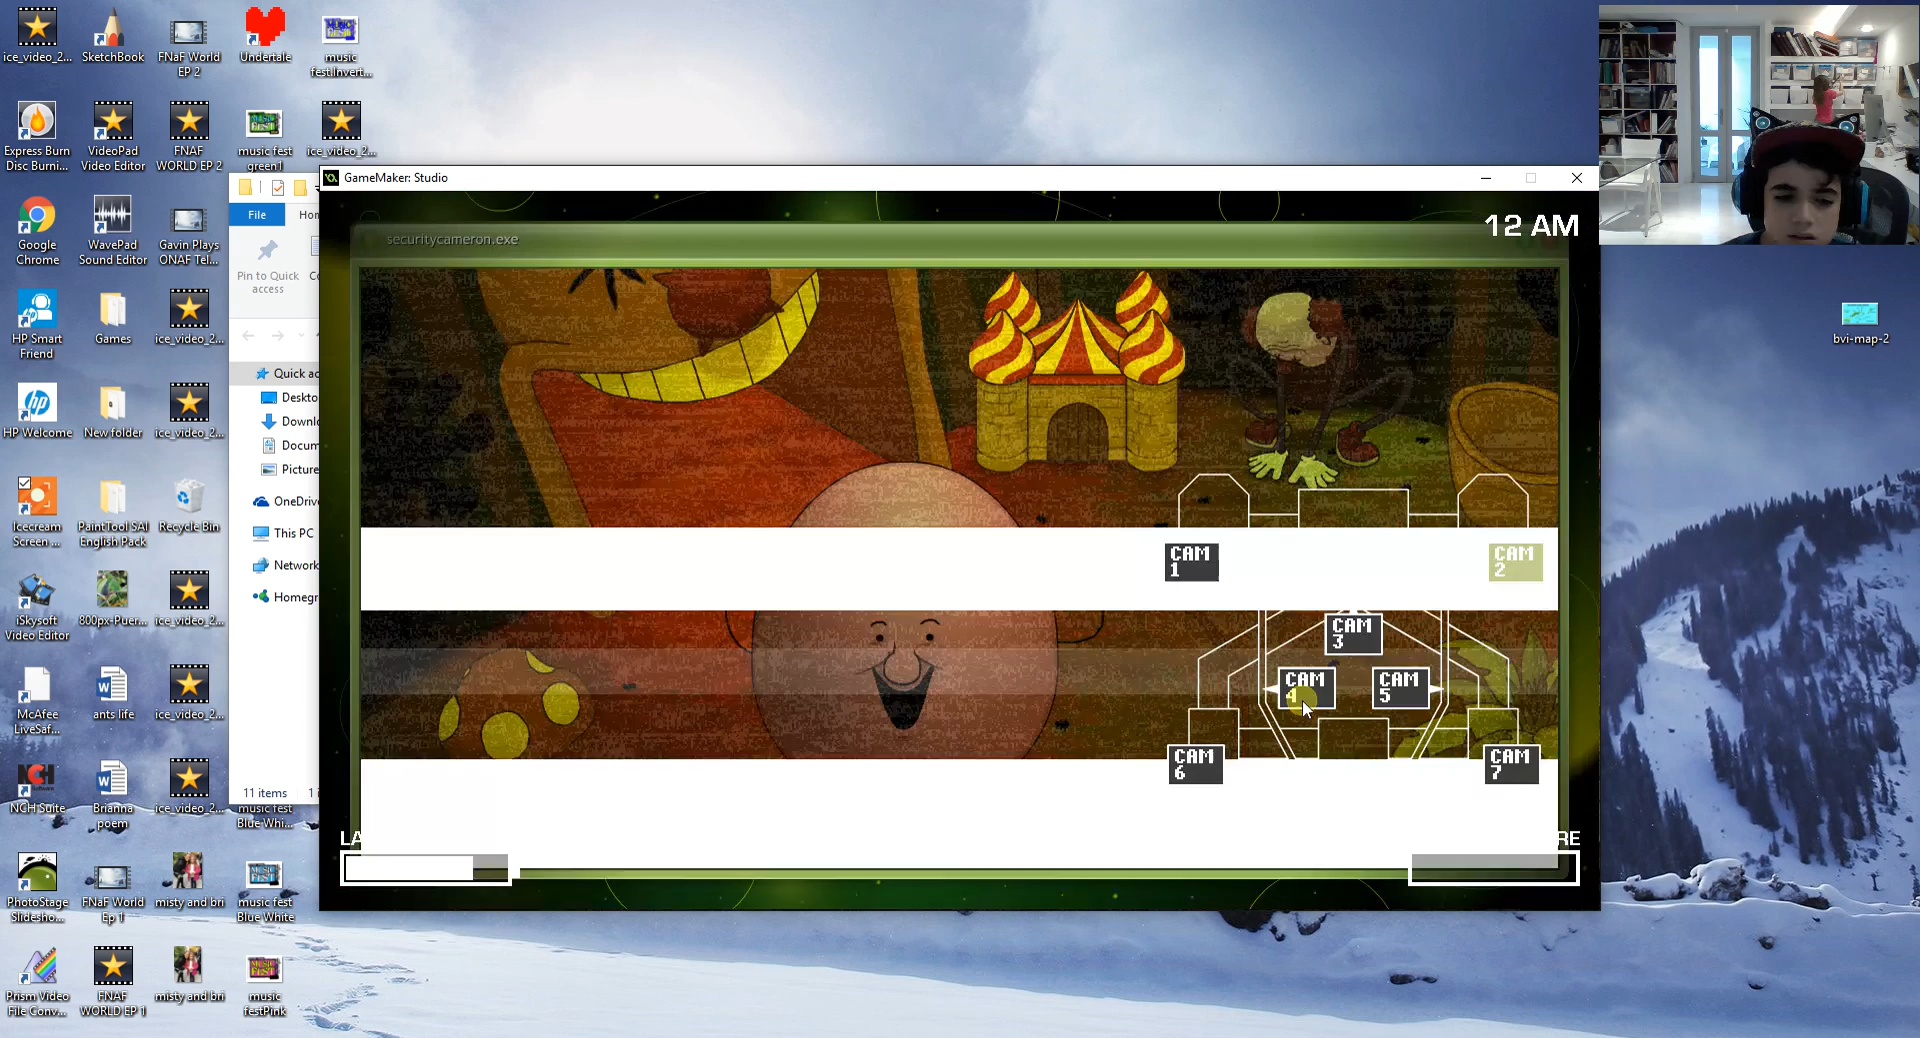 ice_video_2...
SketchBook
FNaF World
EP 2
Undertale
music
fest.Invert...
Express Burn
Disc Burni...
VideoPad
Video Editor
FNAF
WORLD EP 2
music fest
green1
ice_video_2...
Google
Chrome
WavePad
Sound Editor
Gavin Plays
ONAF Tel...
HP Smart
Friend
Games
ice_video_2...
HP Welcome
New folder
ice_video_2...
Icecream
Screen ...
PaintTool SAI
English Pack
Recycle Bin
iSkysoft
Video Editor
800px-Puer...
ice_video_2...
McAfee
LiveSaf...
ants life
ice_video_2...
NCH Suite
Brianna
poem
ice_video_2...
music fest
Blue Whi...
PhotoStage
Slidesho...
FNaF World
Ep 1
misty and bri
music fest
Blue White
Prism Video
File Conv...
FNAF
WORLD EP 1
misty and bri
music
festPink
File
Hom
Pin to Quick
access
Quick ac
Deskto
Downlo
Docum
Picture
OneDriv
This PC
Network
Homegr
11 items
GameMaker: Studio
securitycameron.exe
12 AM
CAM
1
CAM
2
CAM
3
CAM
4
CAM
5
CAM
6
CAM
7
LA
RE
bvi-map-2